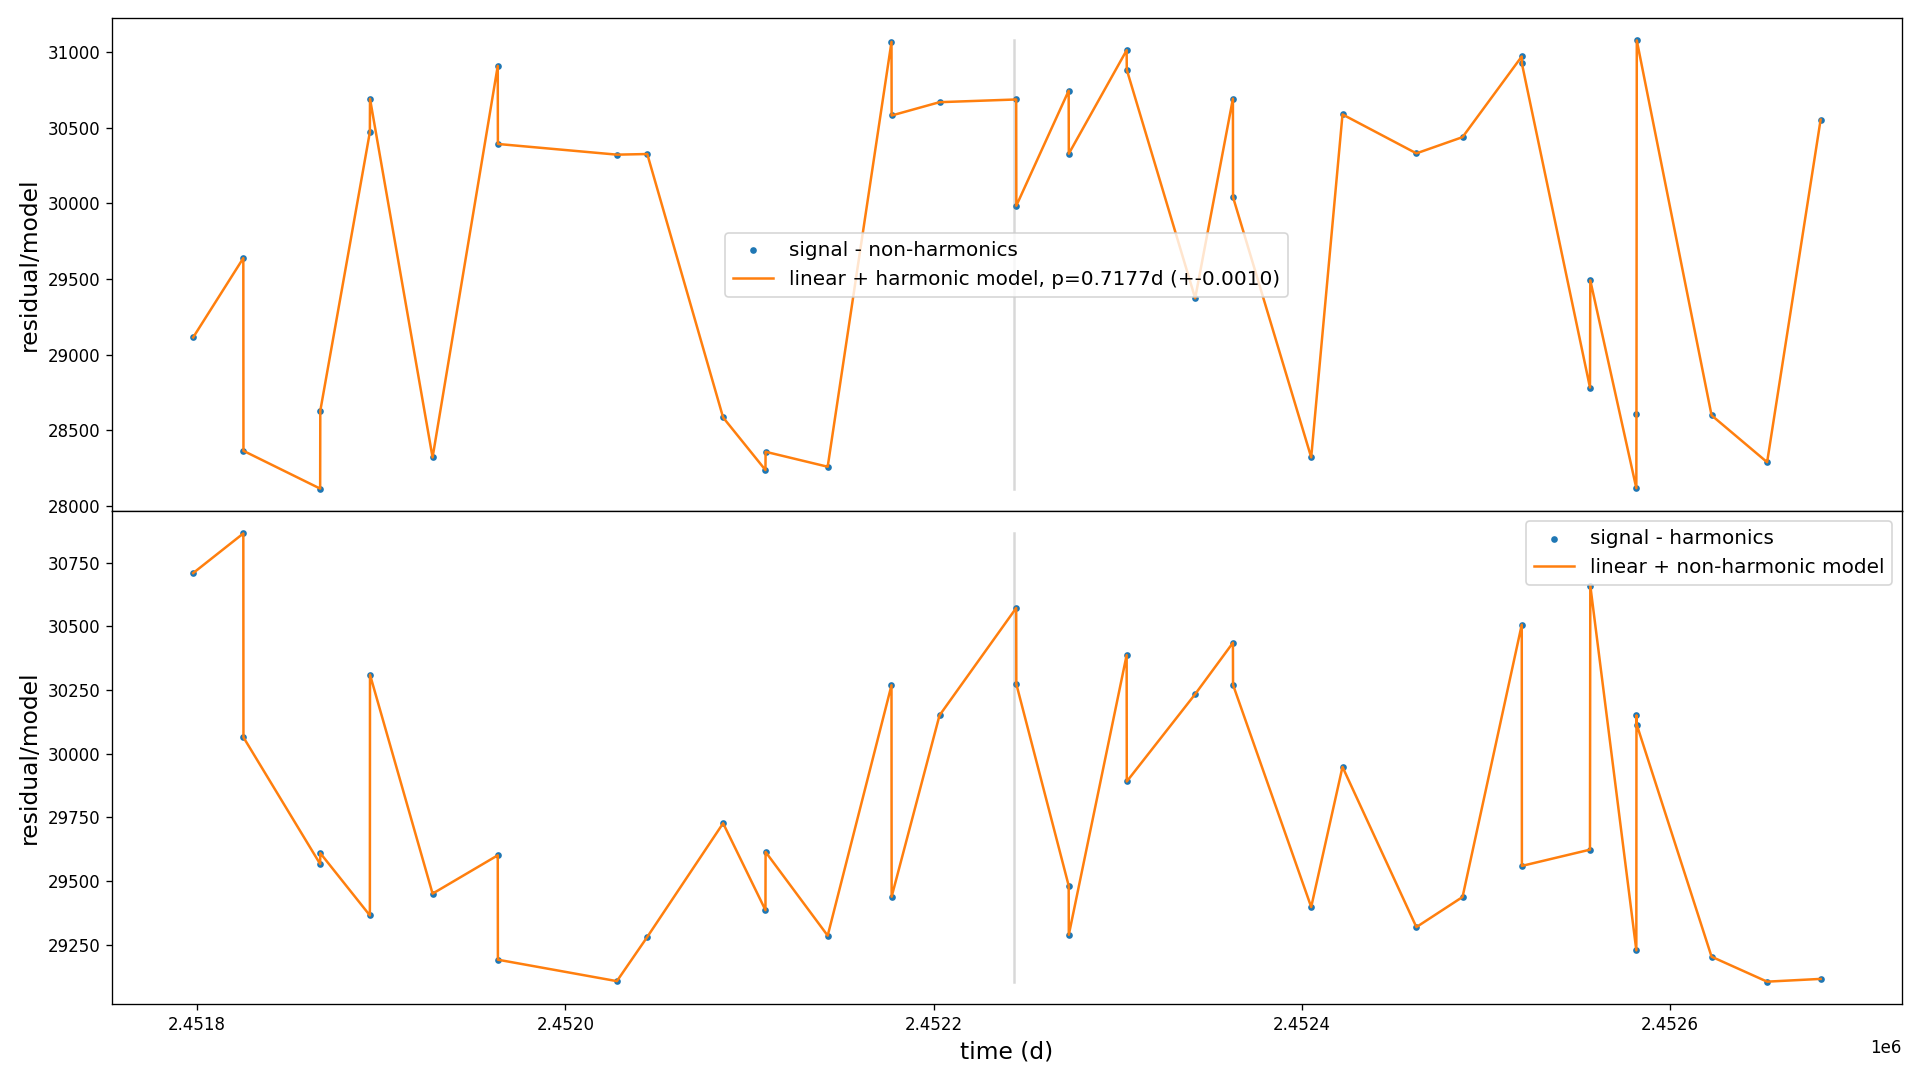 31000
30500
30000
29500
29000
28500
28000
residual/model
signal - non-harmonics
linear + harmonic model, p=0.7177d (+-0.0010)
30750
30500
30250
30000
29750
29500
29250
residual/model
signal - harmonics
linear + non-harmonic model
2.4518
2.4520
2.4522
2.4524
2.4526
1e6
time (d)